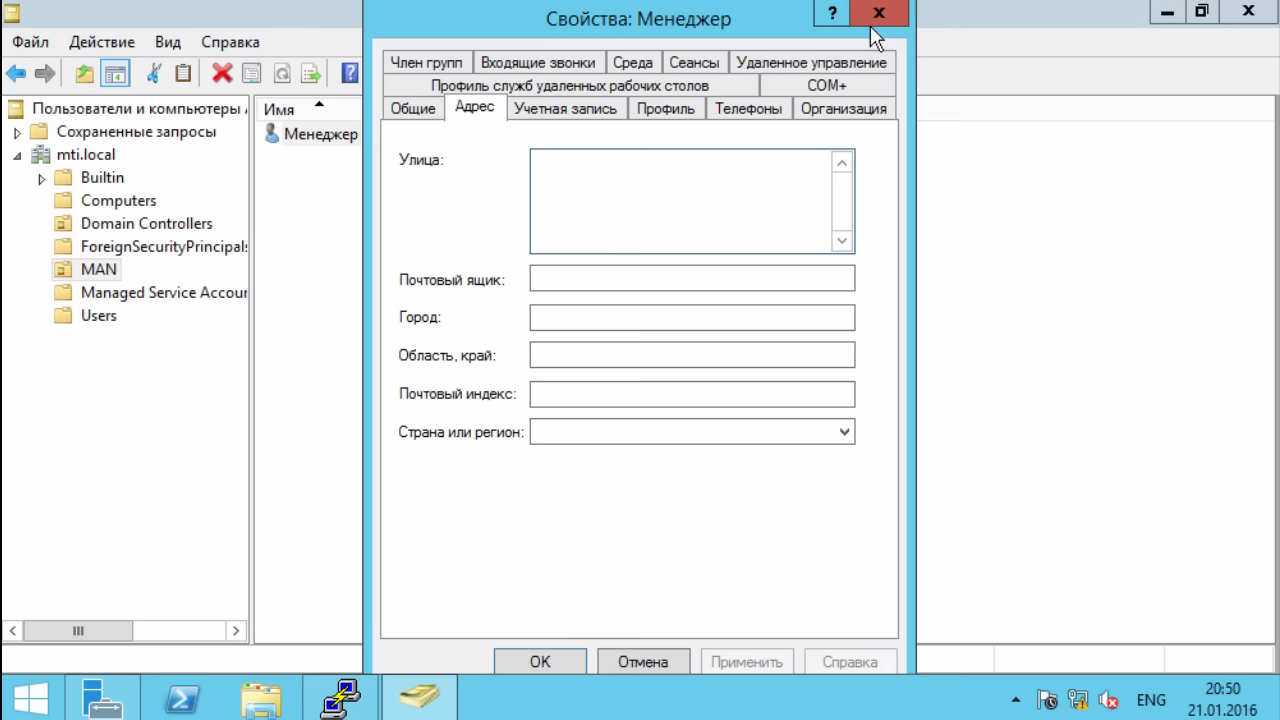 Свойства: Менеджер
?
Файл Действие Вид Справка
Член групп Входящие звонки Среда Сеансы Удаленное управление
Профиль служб удаленных рабочих столов COM+
Общие Адрес Учетная запись Профиль Телефоны Организация
Пользователи и компьютеры
Сохраненные запросы
mti.local
Builtin
Computers
Domain Controllers
ForeignSecurityPrincipals
MAN
Managed Service Accour
Users
Имя
Менеджер
Улица:
Почтовый ящик:
Город:
Область, край:
Почтовый индекс:
Страна или регион:
OK Отмена Применить Справка
ENG
20:50
21.01.2016